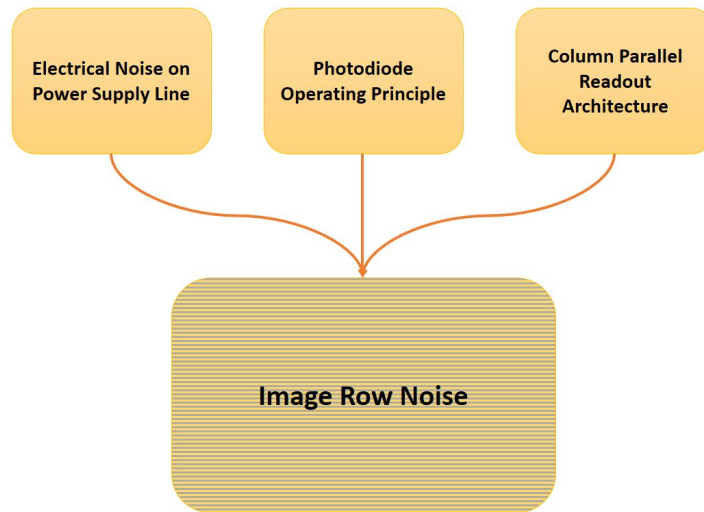 Electrical Noise on
Power Supply Line
Photodiode
Operating Principle
Column Parallel
Readout
Architecture
Image Row Noise